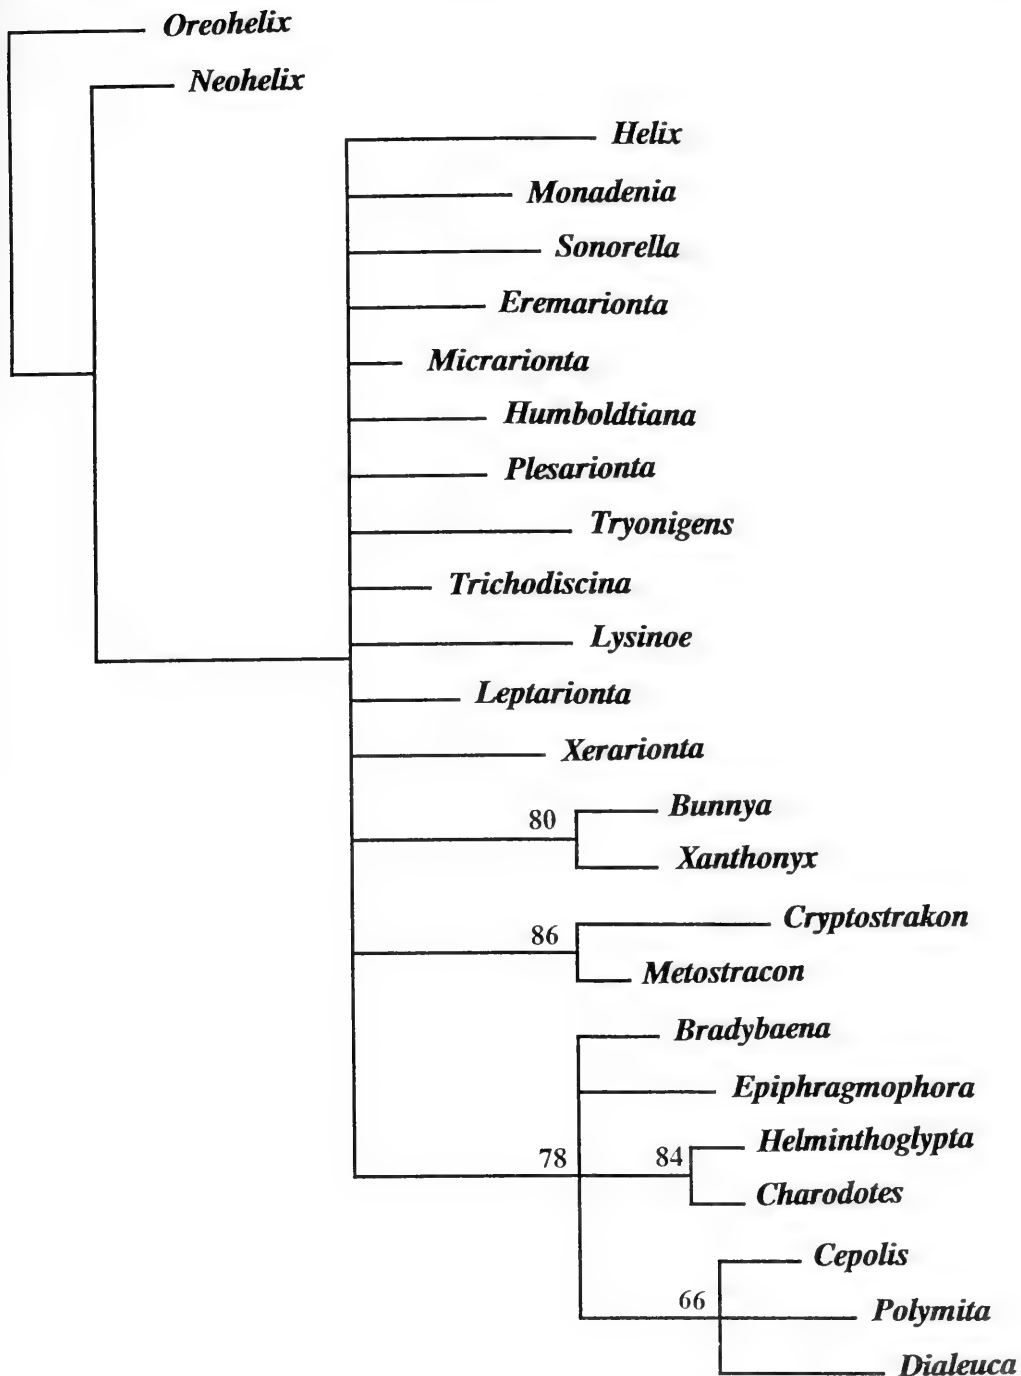 Oreohelix
Neohelix
Helix
Monadenia
Sonorella
Eremarionta
Micrarionta
Humboldtiana
Plesarionta
Tryonigens
Trichodiscina
Lysinoe
Leptarionta
Xerarionta
Bunnya
80
Xanthonyx
Cryptostrakon
86
Metostracon
Bradybaena
Epiphragmophora
Helminthoglypta
78 84
Charodotes
Cepolis
66
Polymita
Dialeuca